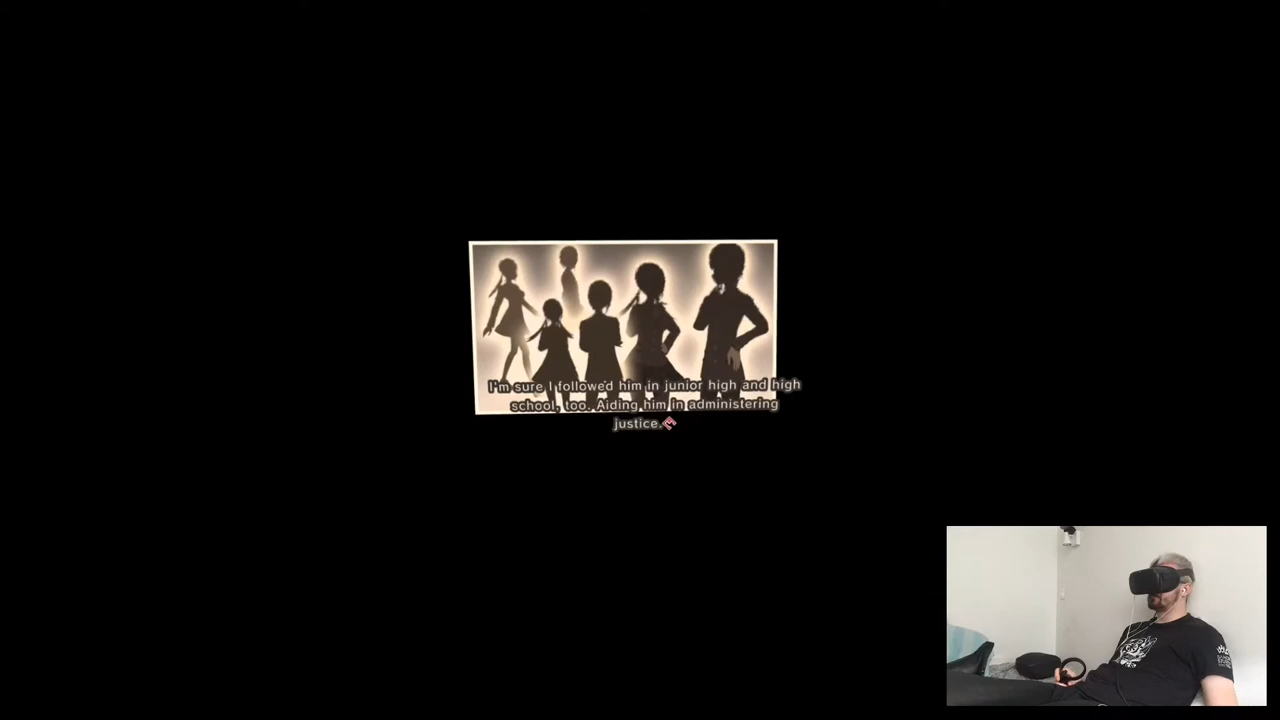 I'm sure I followed him in junior high and high
school, too. Aiding him in administering
justice.